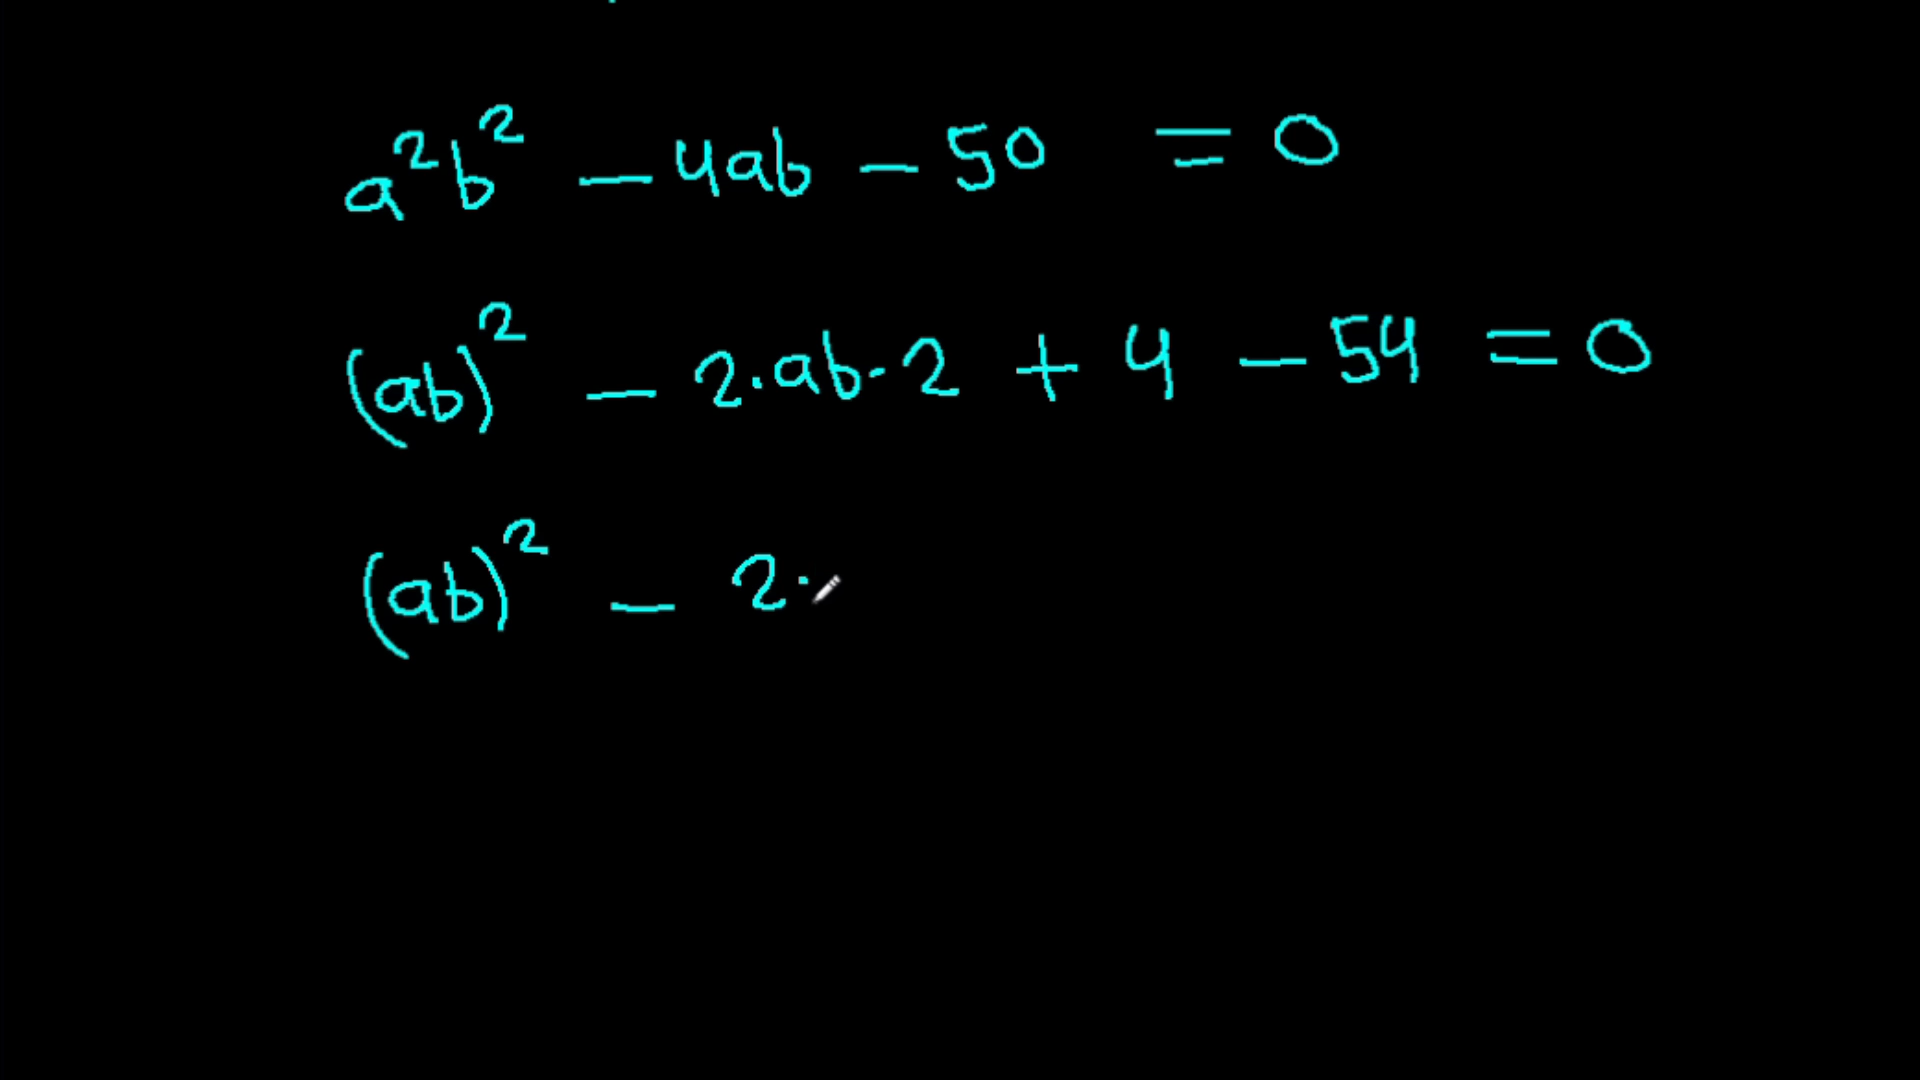 a²b² – 4ab – 50 = 0
(ab)² – 2·ab·2 + 4 – 54 = 0
(ab)² – 2·